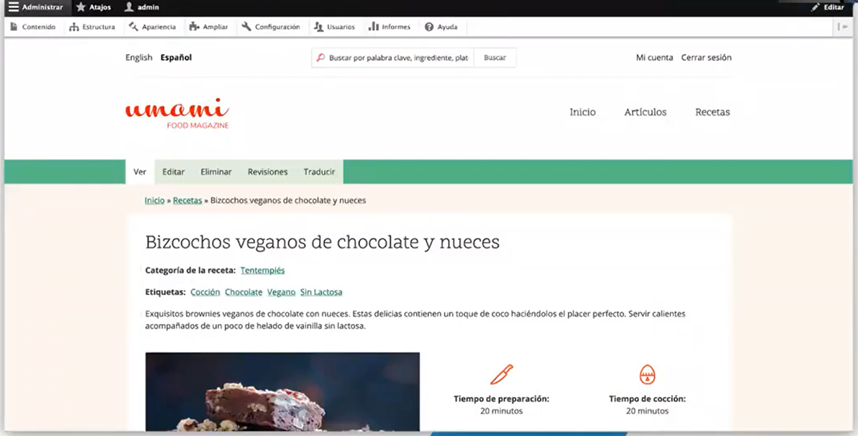 Administrar Atajos admin Editar
Contenido Estructura Apariencia Ampliar Configuración Usuarios Informes Ayuda
English Español Buscar por palabra clave, ingrediente, plat Buscar Mi cuenta Cerrar sesión
umami
FOOD MAGAZINE
Inicio Artículos Recetas
Ver Editar Eliminar Revisiones Traducir
Inicio » Recetas » Bizcochos veganos de chocolate y nueces
Bizcochos veganos de chocolate y nueces
Categoría de la receta: Tentempiés
Etiquetas: Cocción Chocolate Vegano Sin Lactosa
Exquisitos brownies veganos de chocolate con nueces. Estas delicias contienen un toque de coco haciéndolos el placer perfecto. Servir calientes
acompañados de un poco de helado de vainilla sin lactosa.
Tiempo de preparación: Tiempo de cocción:
20 minutos 20 minutos